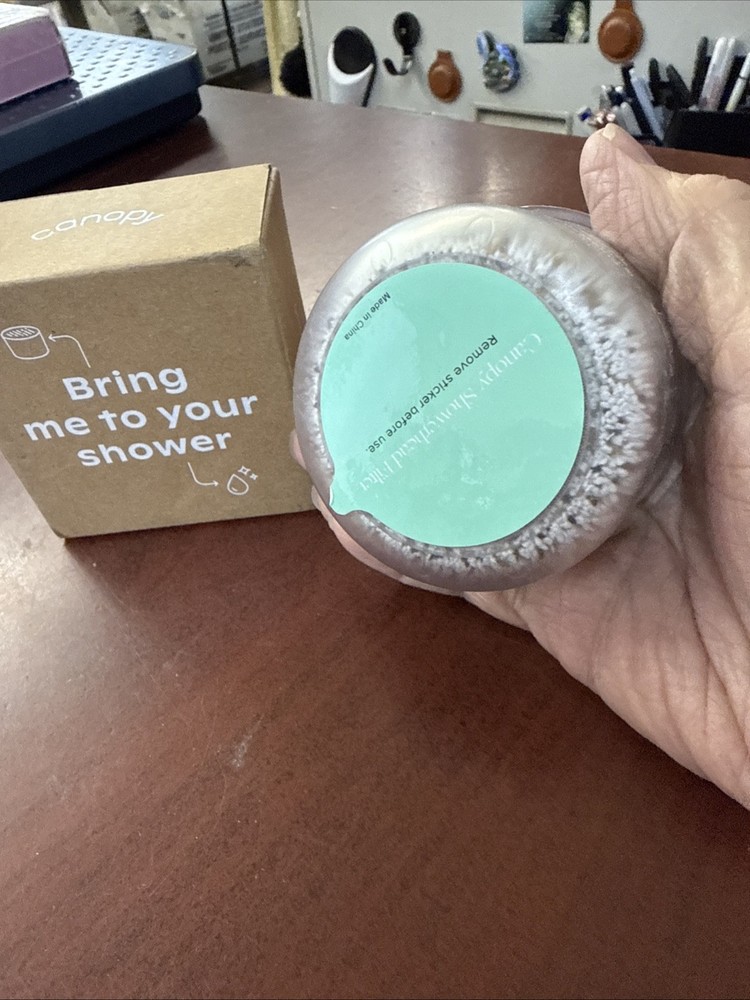 canopy
Bring
me to your
shower
Made in China
Canopy Showerhead Filter
Remove sticker before use.